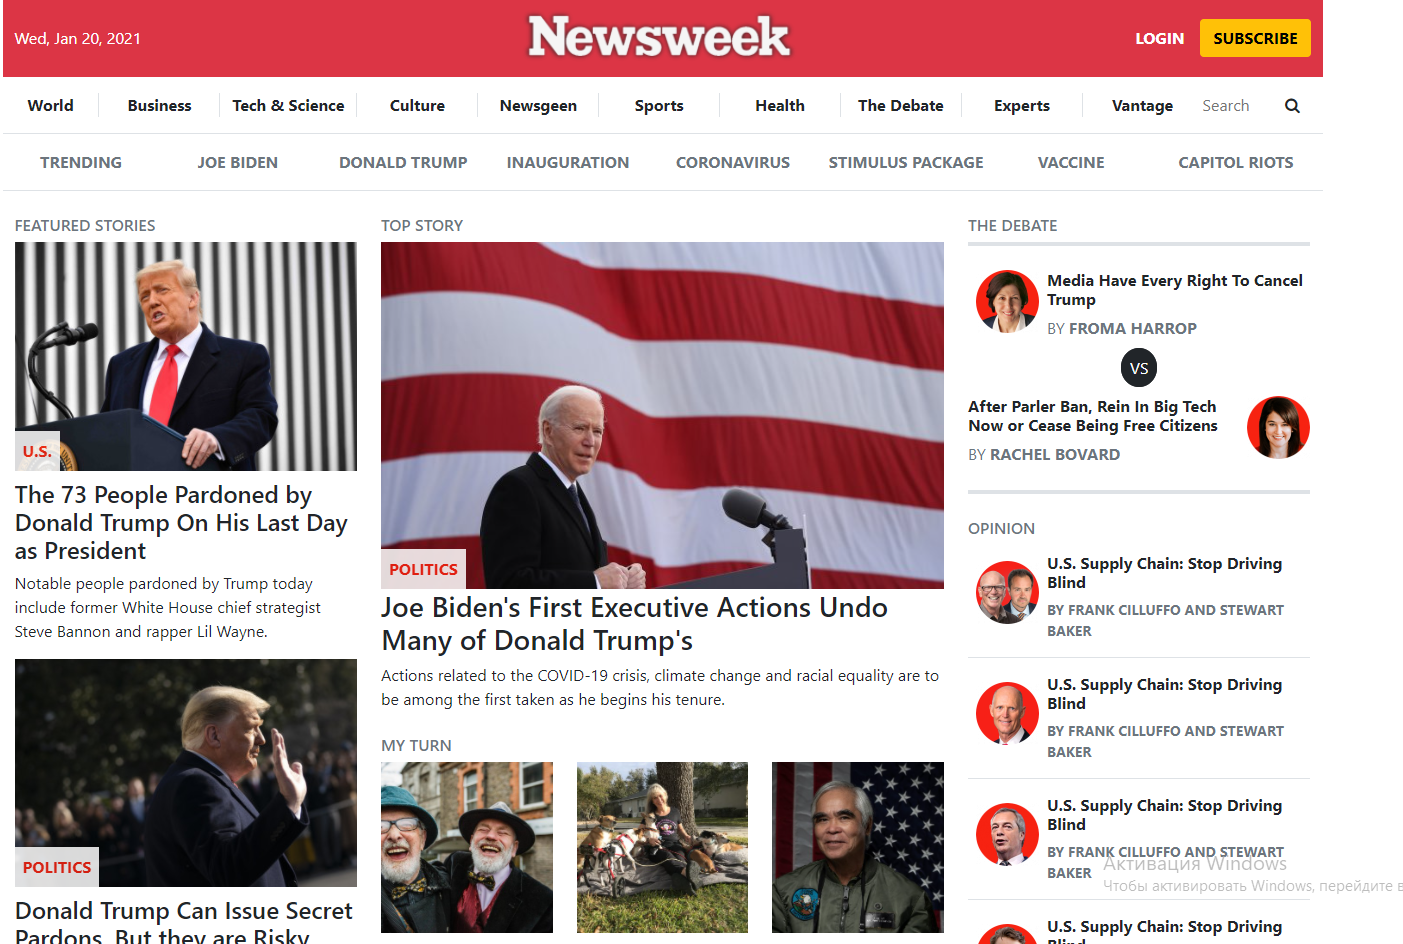 Wed, Jan 20, 2021
Newsweek
LOGIN
SUBSCRIBE
World
Business
Tech & Science
Culture
Newsgeen
Sports
Health
The Debate
Experts
Vantage
Search
TRENDING
JOE BIDEN
DONALD TRUMP
INAUGURATION
CORONAVIRUS
STIMULUS PACKAGE
VACCINE
CAPITOL RIOTS
FEATURED STORIES
U.S.
The 73 People Pardoned by
Donald Trump On His Last Day
as President
Notable people pardoned by Trump today
include former White House chief strategist
Steve Bannon and rapper Lil Wayne.
POLITICS
Donald Trump Can Issue Secret
Pardons, But they are Risky
TOP STORY
POLITICS
Joe Biden's First Executive Actions Undo
Many of Donald Trump's
Actions related to the COVID-19 crisis, climate change and racial equality are to
be among the first taken as he begins his tenure.
MY TURN
THE DEBATE
Media Have Every Right To Cancel
Trump
BY FROMA HARROP
VS
After Parler Ban, Rein In Big Tech
Now or Cease Being Free Citizens
BY RACHEL BOVARD
OPINION
U.S. Supply Chain: Stop Driving
Blind
BY FRANK CILLUFFO AND STEWART
BAKER
U.S. Supply Chain: Stop Driving
Blind
BY FRANK CILLUFFO AND STEWART
BAKER
U.S. Supply Chain: Stop Driving
Blind
BY FRANK CILLUFFO AND STEWART
BAKER
U.S. Supply Chain: Stop Driving
Blind
Активация Windows
Чтобы активировать Windows, перейдите в